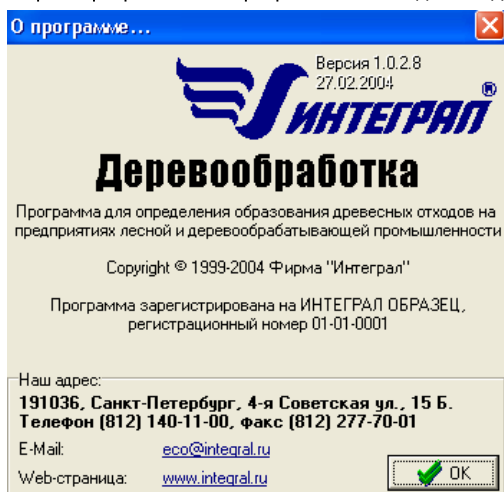 О программе...
Версия 1.0.2.8
27.02.2004
ИНТЕГРАЛ ®
Деревообработка
Программа для определения образования древесных отходов на
предприятиях лесной и деревообрабатывающей промышленности
Copyright © 1999-2004 Фирма "Интеграл"
Программа зарегистрирована на ИНТЕГРАЛ ОБРАЗЕЦ,
регистрационный номер 01-01-0001
Наш адрес:
191036, Санкт-Петербург, 4-я Советская ул., 15 Б.
Телефон (812) 140-11-00, факс (812) 277-70-01
E-Mail: eco@integral.ru
Web-страница: www.integral.ru
OK